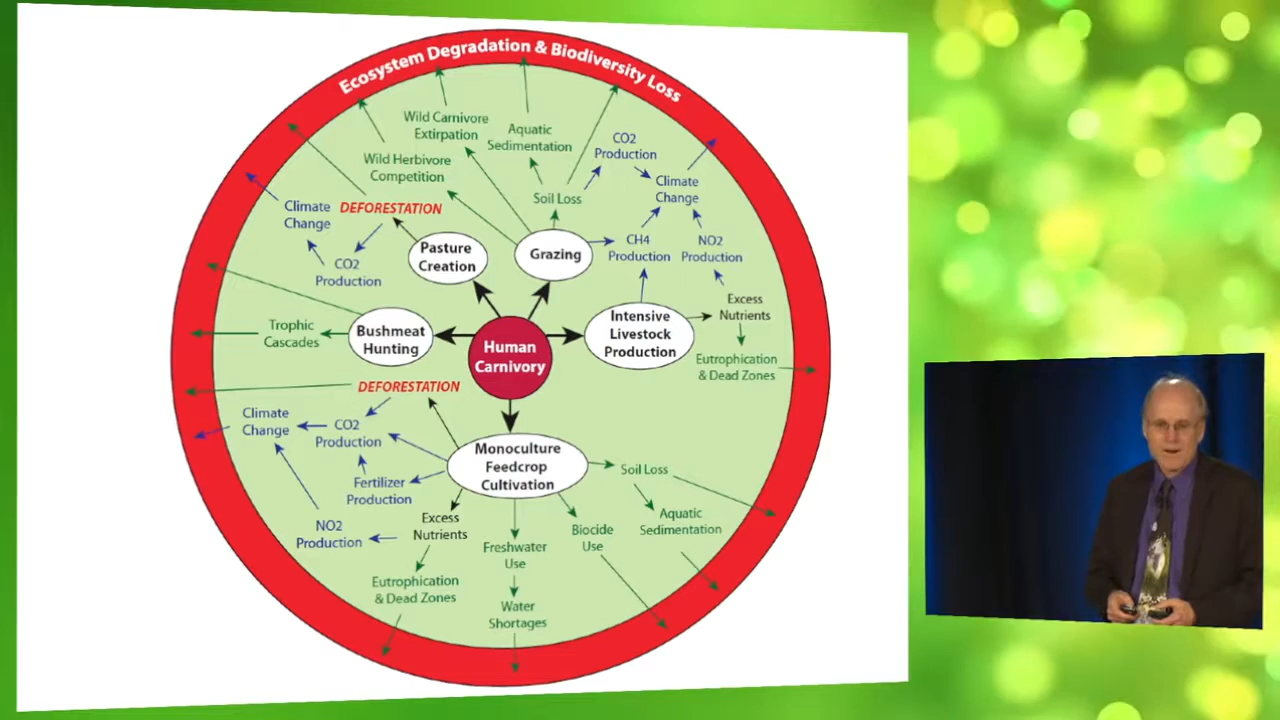 Ecosystem Degradation & Biodiversity Loss
Wild Carnivore
Extirpation
Aquatic
Sedimentation
CO2
Production
Wild Herbivore
Competition
Climate
Change
Soil Loss
Climate
Change
DEFORESTATION
CO2
Production
Pasture
Creation
Grazing
CH4
Production
NO2
Production
Trophic
Cascades
Bushmeat
Hunting
Human
Carnivory
Intensive
Livestock
Production
Excess
Nutrients
Eutrophication
& Dead Zones
DEFORESTATION
Climate
Change
CO2
Production
Fertilizer
Production
Monoculture
Feedcrop
Cultivation
Soil Loss
Aquatic
Sedimentation
NO2
Production
Excess
Nutrients
Freshwater
Use
Biocide
Use
Eutrophication
& Dead Zones
Water
Shortages